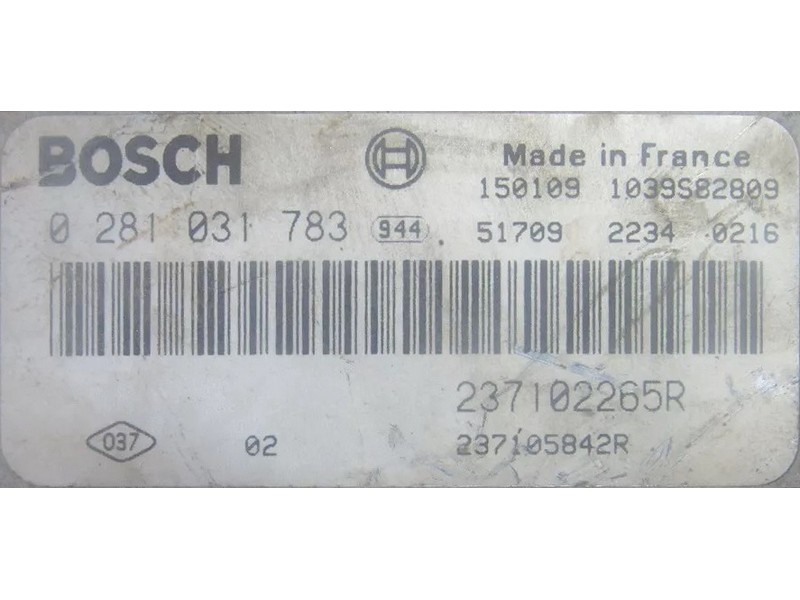 BOSCH Made in France
150109 1039S82809
0 281 031 783 944 51709 2234 0216
237102265R
037 02 237105842R